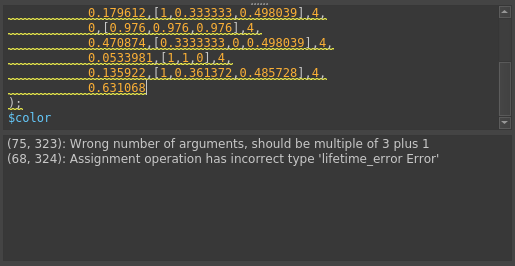 0.179612,[1,0.333333,0.498039],4,
0,[0.976,0.976,0.976],4,
0.470874,[0.3333333,0,0.498039],4,
0.0533981,[1,1,0],4,
0.135922,[1,0.361372,0.485728],4,
0.631068
);
$color
(75, 323): Wrong number of arguments, should be multiple of 3 plus 1
(68, 324): Assignment operation has incorrect type 'lifetime_error Error'